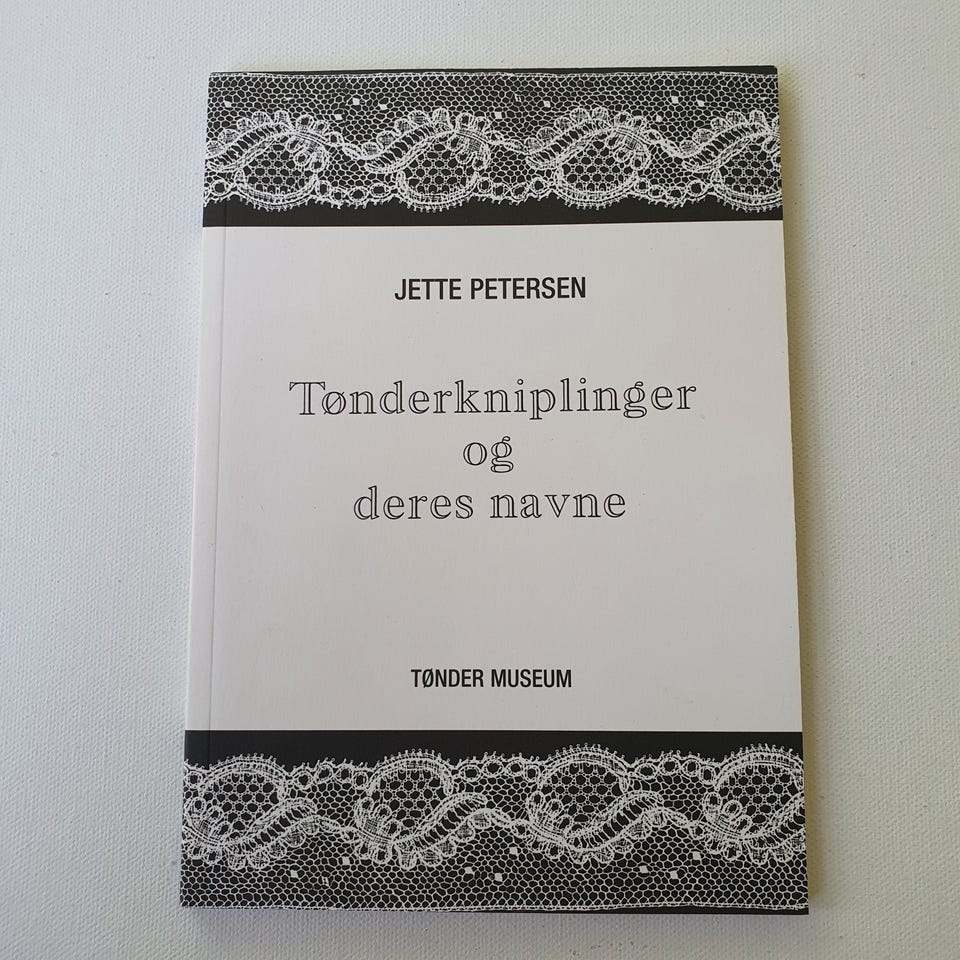 JETTE PETERSEN
Tønderkniplinger
og
deres navne
TØNDER MUSEUM